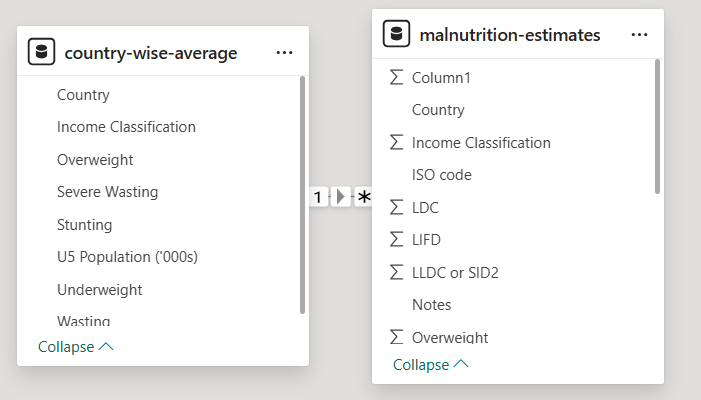 country-wise-average ...
Country
Income Classification
Overweight
Severe Wasting
Stunting
U5 Population ('000s)
Underweight
Wasting
Collapse
1
*
malnutrition-estimates ...
Σ Column1
Country
Σ Income Classification
ISO code
Σ LDC
Σ LIFD
Σ LLDC or SID2
Notes
Σ Overweight
Collapse